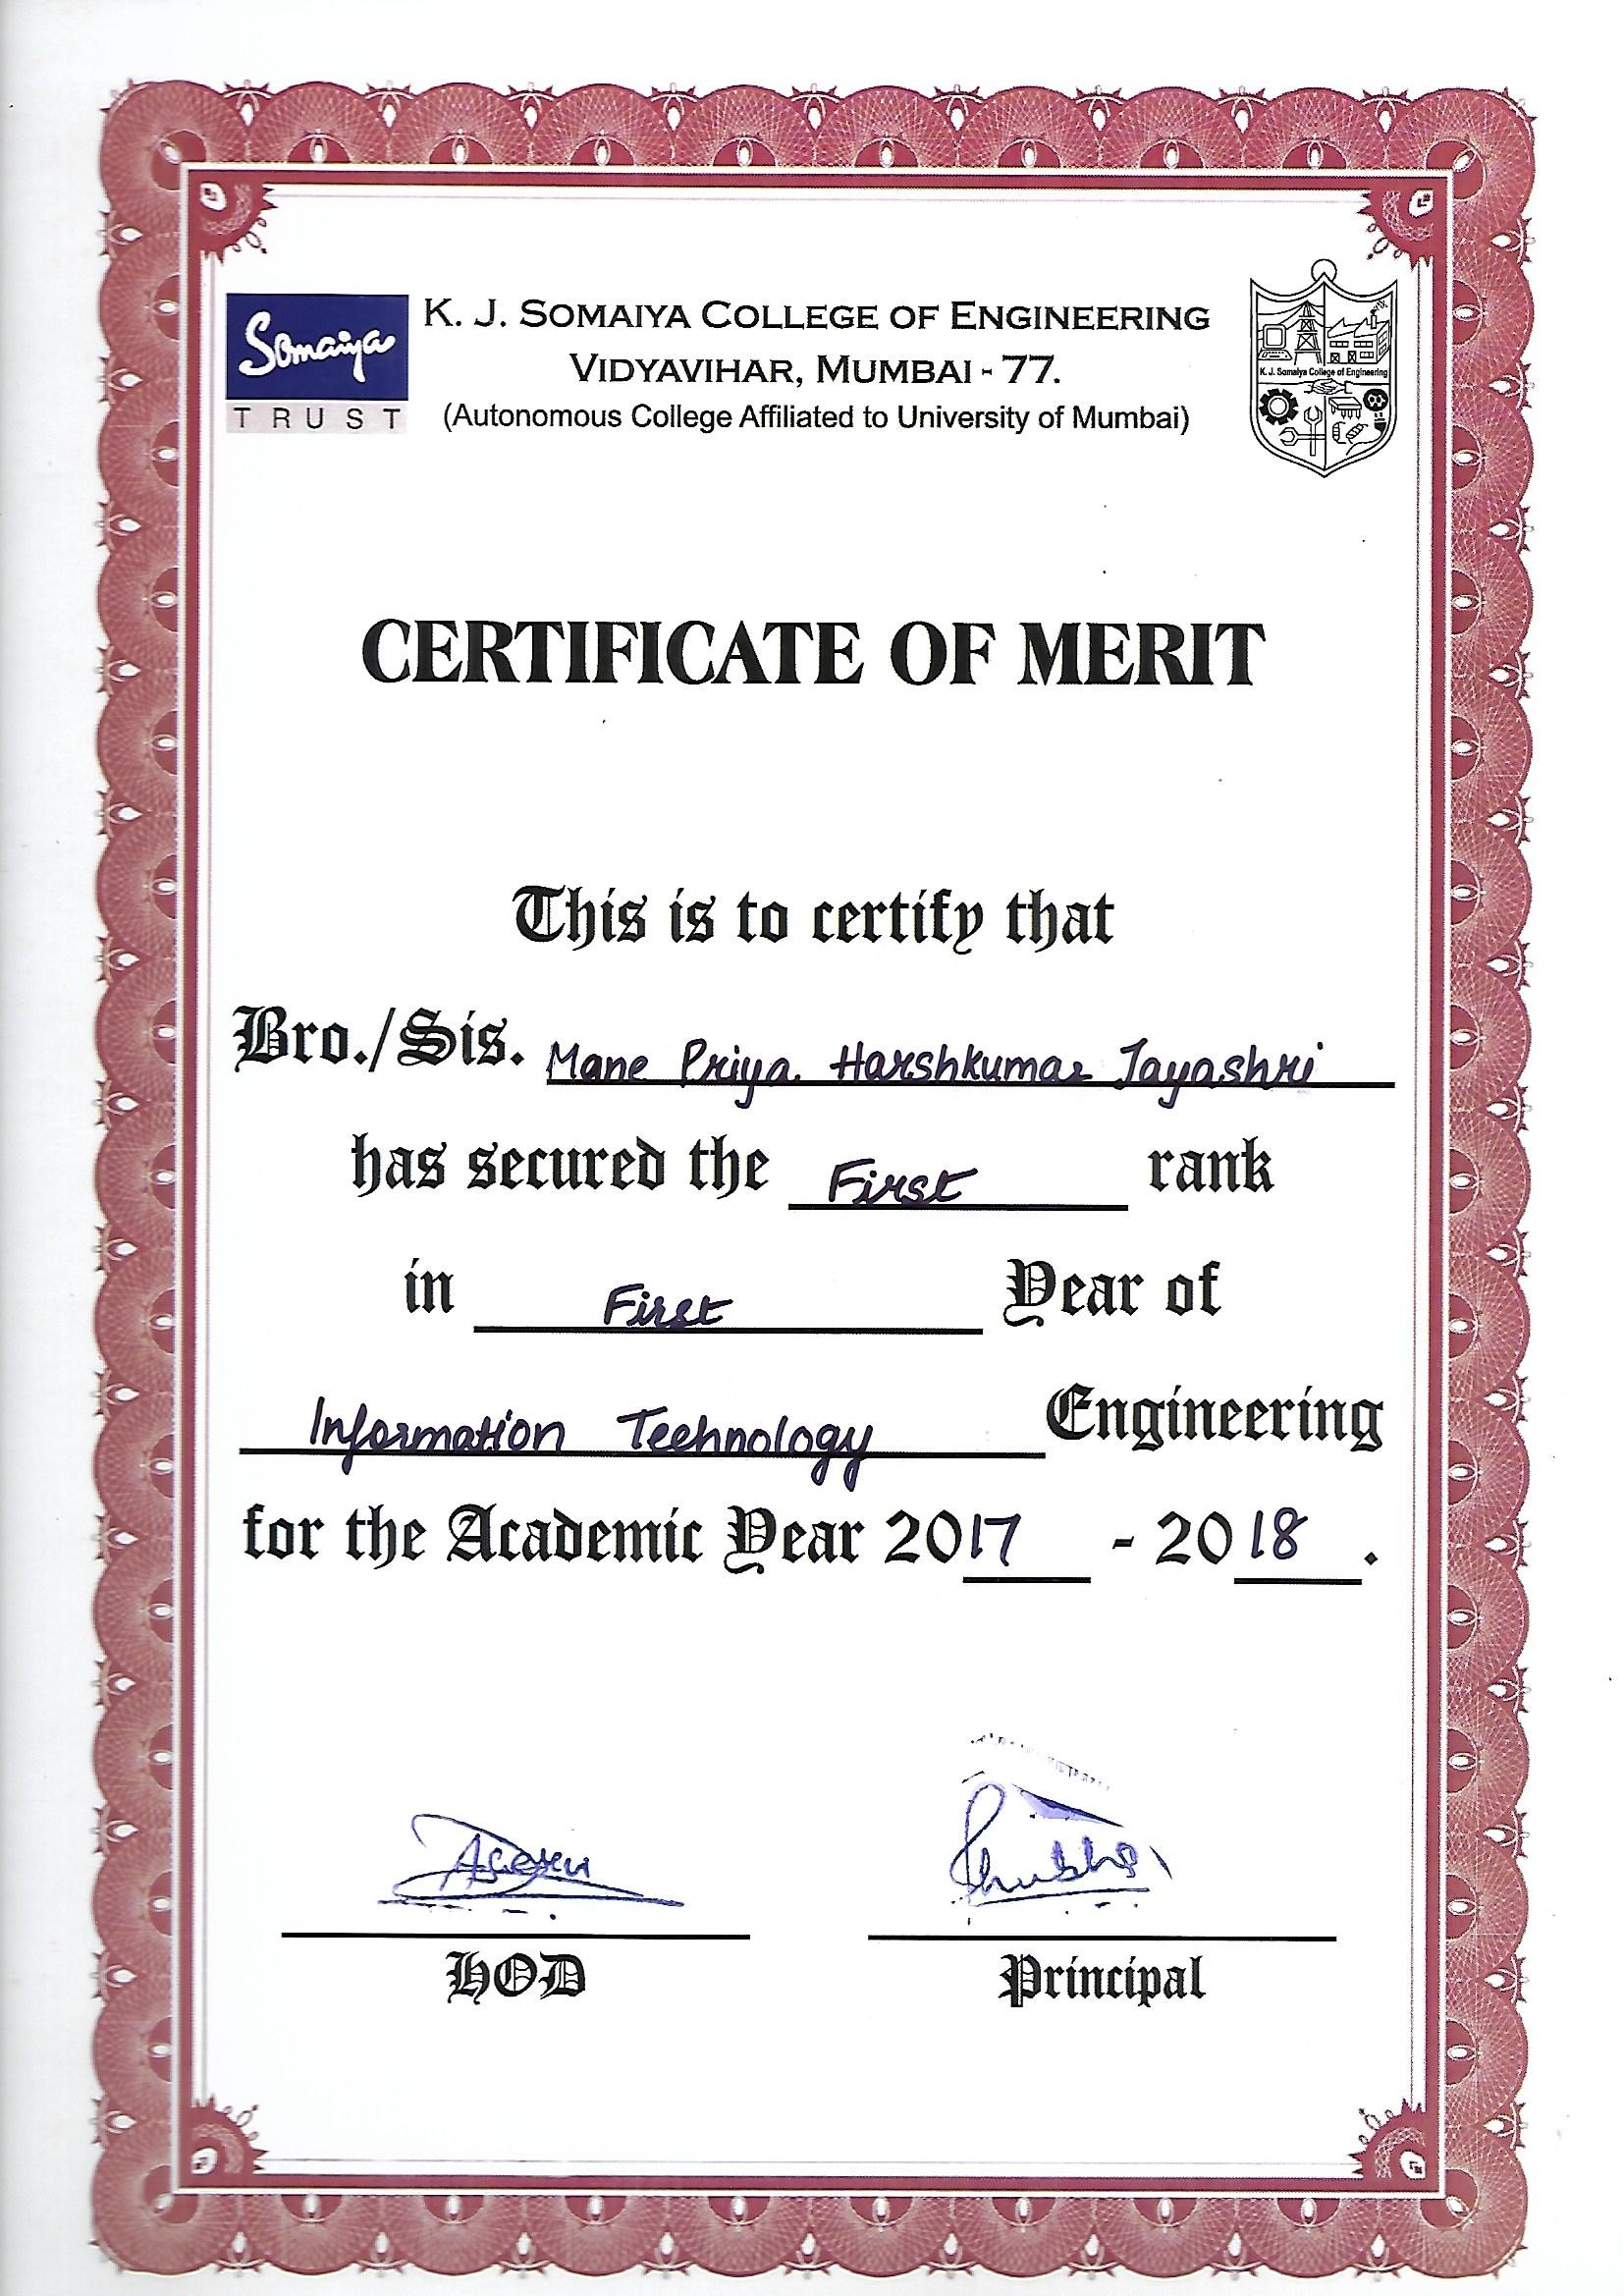 Somaiya
TRUST
K. J. SOMAIYA COLLEGE OF ENGINEERING
VIDYAVIHAR, MUMBAI - 77.
(Autonomous College Affiliated to University of Mumbai)
K. J. Somaiya College of Engineering
CERTIFICATE OF MERIT
This is to certify that
Bro./Sis. Mane Priya Harshkumar Jayashri
has secured the First rank
in First Year of
Information Technology Engineering
for the Academic Year 2017 - 2018.
HOD
Principal